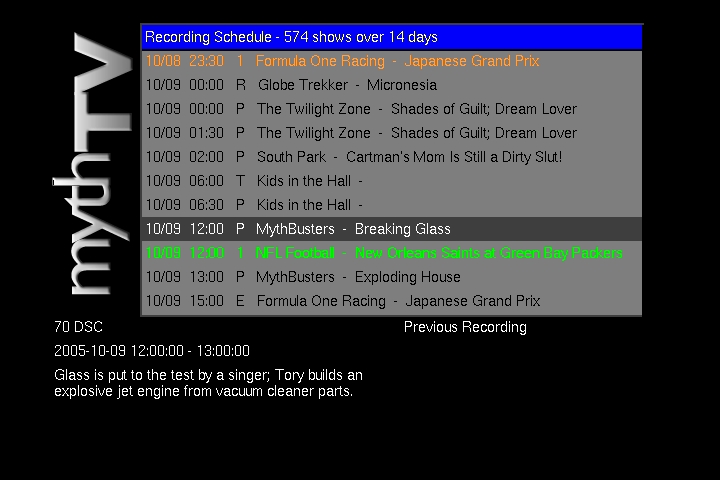 mythTV
Recording Schedule - 574 shows over 14 days
10/08 23:30 1 Formula One Racing - Japanese Grand Prix
10/09 00:00 R Globe Trekker - Micronesia
10/09 00:00 P The Twilight Zone - Shades of Guilt; Dream Lover
10/09 01:30 P The Twilight Zone - Shades of Guilt; Dream Lover
10/09 02:00 P South Park - Cartman's Mom Is Still a Dirty Slut!
10/09 06:00 T Kids in the Hall -
10/09 06:30 P Kids in the Hall -
10/09 12:00 P MythBusters - Breaking Glass
10/09 12:00 1 NFL Football - New Orleans Saints at Green Bay Packers
10/09 13:00 P MythBusters - Exploding House
10/09 15:00 E Formula One Racing - Japanese Grand Prix
70 DSC Previous Recording
2005-10-09 12:00:00 - 13:00:00
Glass is put to the test by a singer; Tory builds an
explosive jet engine from vacuum cleaner parts.